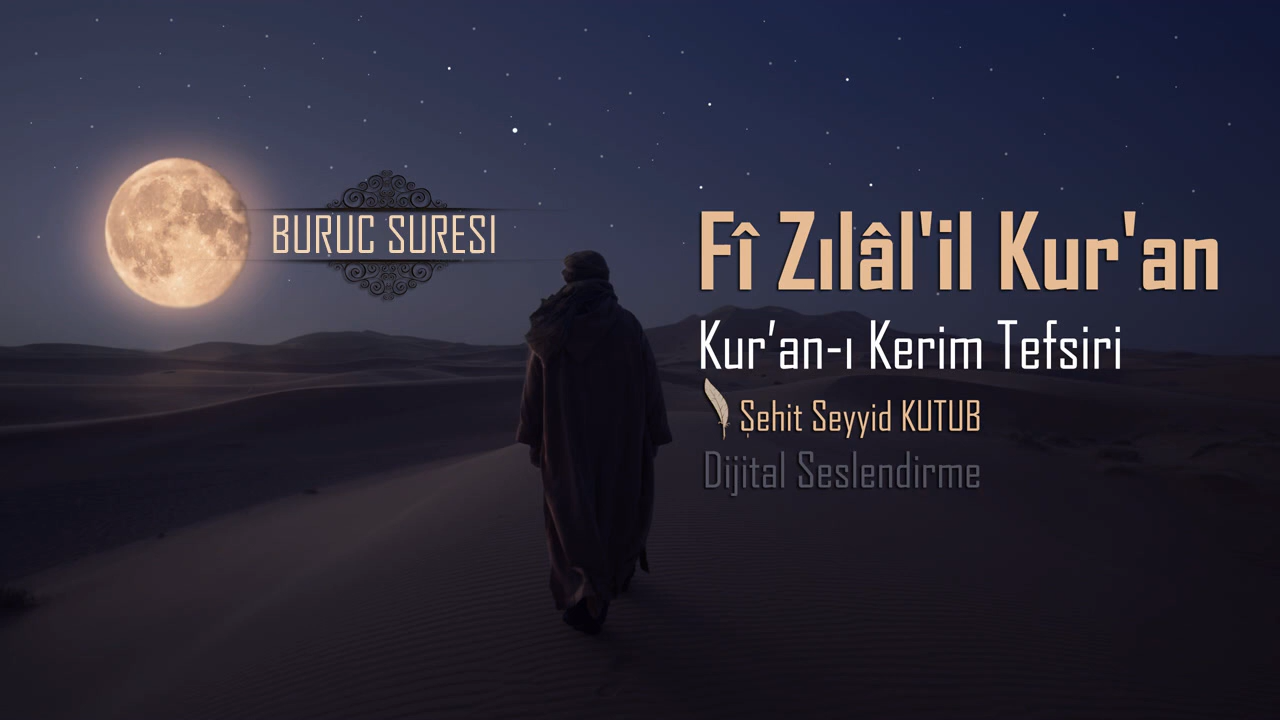 BURUC SURESI
Fî Zılâl'il Kur'an
Kur'an-ı Kerim Tefsiri
Şehit Seyyid KUTUB
Dijital Seslendirme